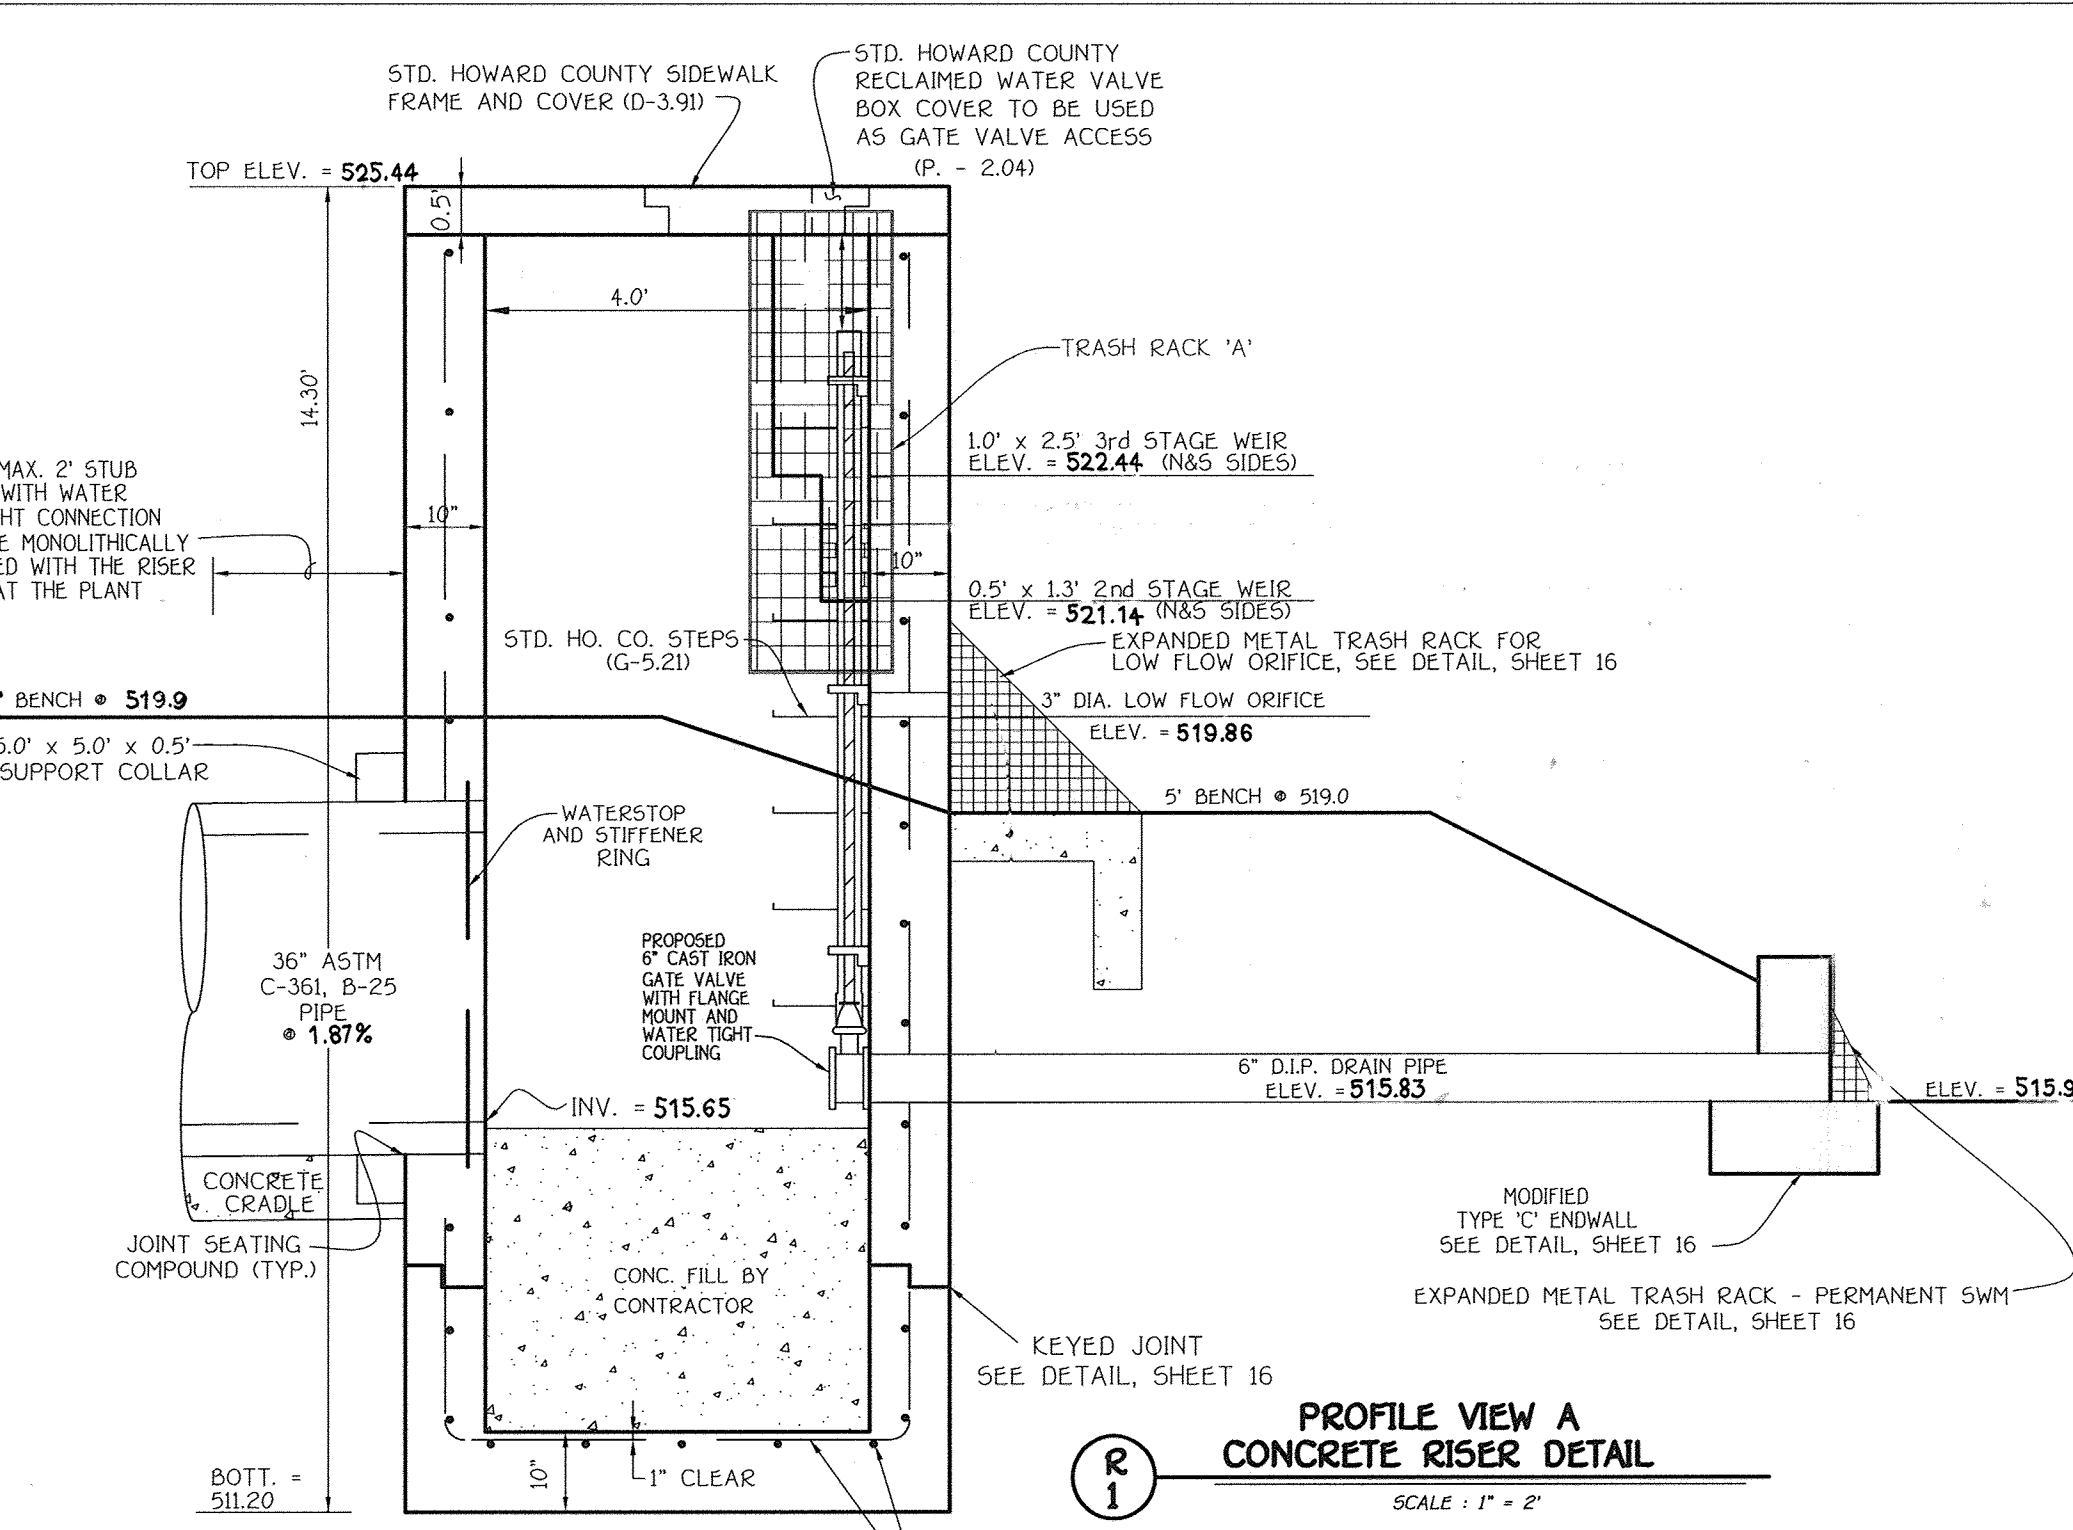 STD. HOWARD COUNTY SIDEWALK
FRAME AND COVER (D-3.91)
STD. HOWARD COUNTY
RECLAIMED WATER VALVE
BOX COVER TO BE USED
AS GATE VALVE ACCESS
(P. - 2.04)
TOP ELEV. = 525.44
0.5'
4.0'
14.30'
TRASH RACK 'A'
1.0' x 2.5' 3rd STAGE WEIR
ELEV. = 522.44 (N&S SIDES)
MAX. 2' STUB
WITH WATER
HT CONNECTION
E MONOLITHICALLY
ED WITH THE RISER
AT THE PLANT
10"
10"
0.5' x 1.3' 2nd STAGE WEIR
ELEV. = 521.14 (N&S SIDES)
STD. HO. CO. STEPS
(G-5.21)
EXPANDED METAL TRASH RACK FOR
LOW FLOW ORIFICE, SEE DETAIL, SHEET 16
' BENCH @ 519.9
3" DIA. LOW FLOW ORIFICE
ELEV. = 519.86
5.0' x 5.0' x 0.5'
SUPPORT COLLAR
5' BENCH @ 519.0
WATERSTOP
AND STIFFENER
RING
36" ASTM
C-361, B-25
PIPE
@ 1.87%
PROPOSED
6" CAST IRON
GATE VALVE
WITH FLANGE
MOUNT AND
WATER TIGHT
COUPLING
6" D.I.P. DRAIN PIPE
ELEV. = 515.83
ELEV. = 515.9
INV. = 515.65
CONCRETE
CRADLE
JOINT SEATING
COMPOUND (TYP.)
CONC. FILL BY
CONTRACTOR
MODIFIED
TYPE 'C' ENDWALL
SEE DETAIL, SHEET 16
EXPANDED METAL TRASH RACK - PERMANENT SWM
SEE DETAIL, SHEET 16
KEYED JOINT
SEE DETAIL, SHEET 16
BOTT. =
511.20
10"
1" CLEAR
R
1
PROFILE VIEW A
CONCRETE RISER DETAIL
SCALE : 1" = 2'